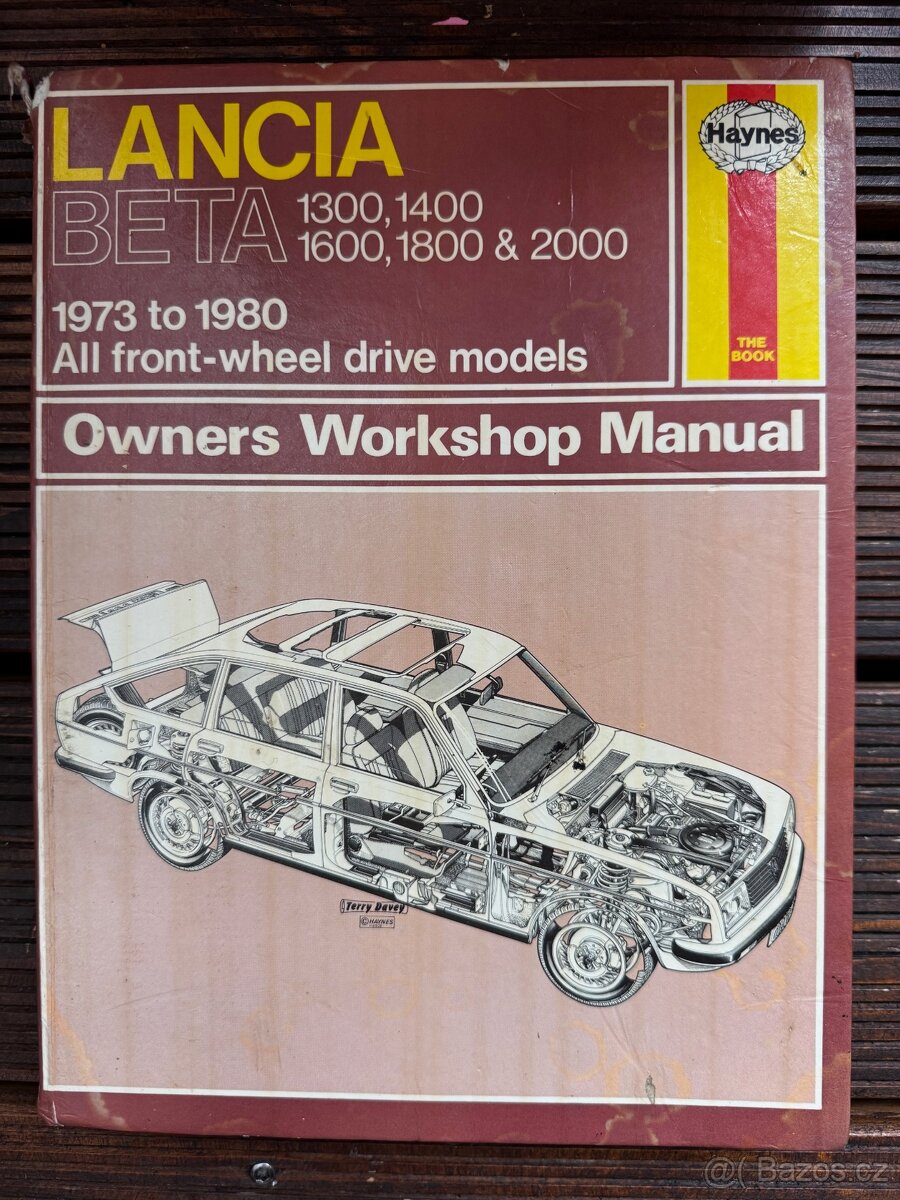 LANCIA
BETA 1300, 1400
1600, 1800 & 2000
1973 to 1980
All front-wheel drive models
Haynes
THE
BOOK
Owners Workshop Manual
Terry Davey
© HAYNES
@( Bazos.cz